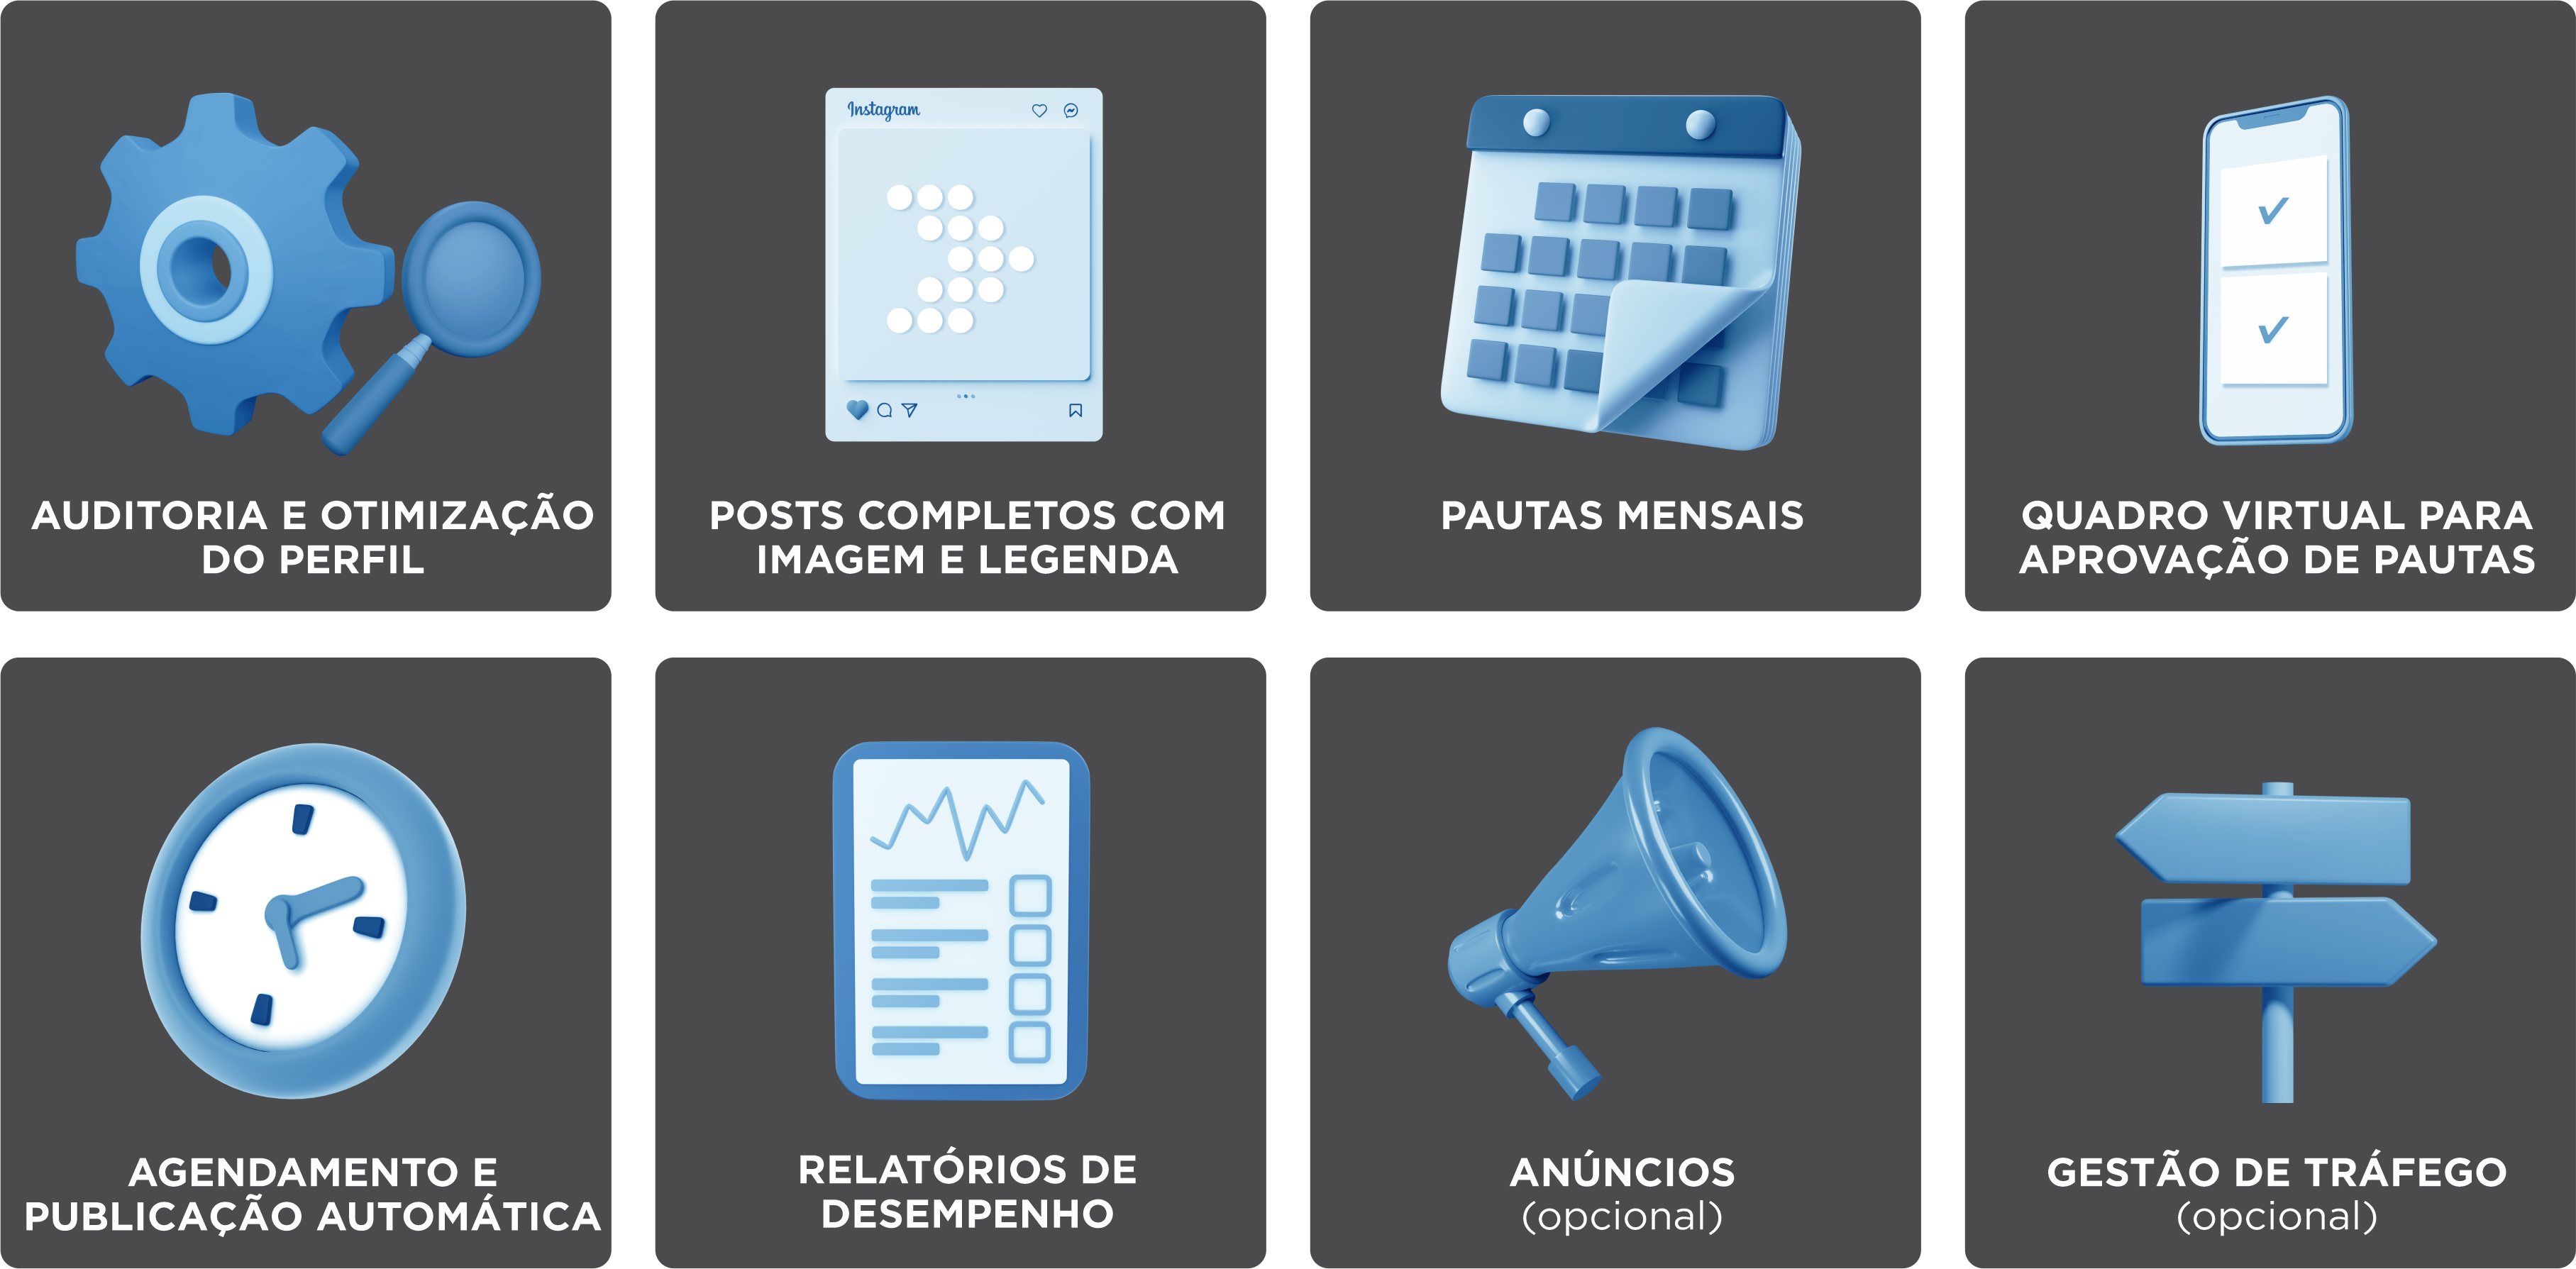 Instagram
AUDITORIA E OTIMIZAÇÃO
DO PERFIL
POSTS COMPLETOS COM
IMAGEM E LEGENDA
PAUTAS MENSAIS
QUADRO VIRTUAL PARA
APROVAÇÃO DE PAUTAS
AGENDAMENTO E
PUBLICAÇÃO AUTOMÁTICA
RELATÓRIOS DE
DESEMPENHO
ANÚNCIOS
(opcional)
GESTÃO DE TRÁFEGO
(opcional)